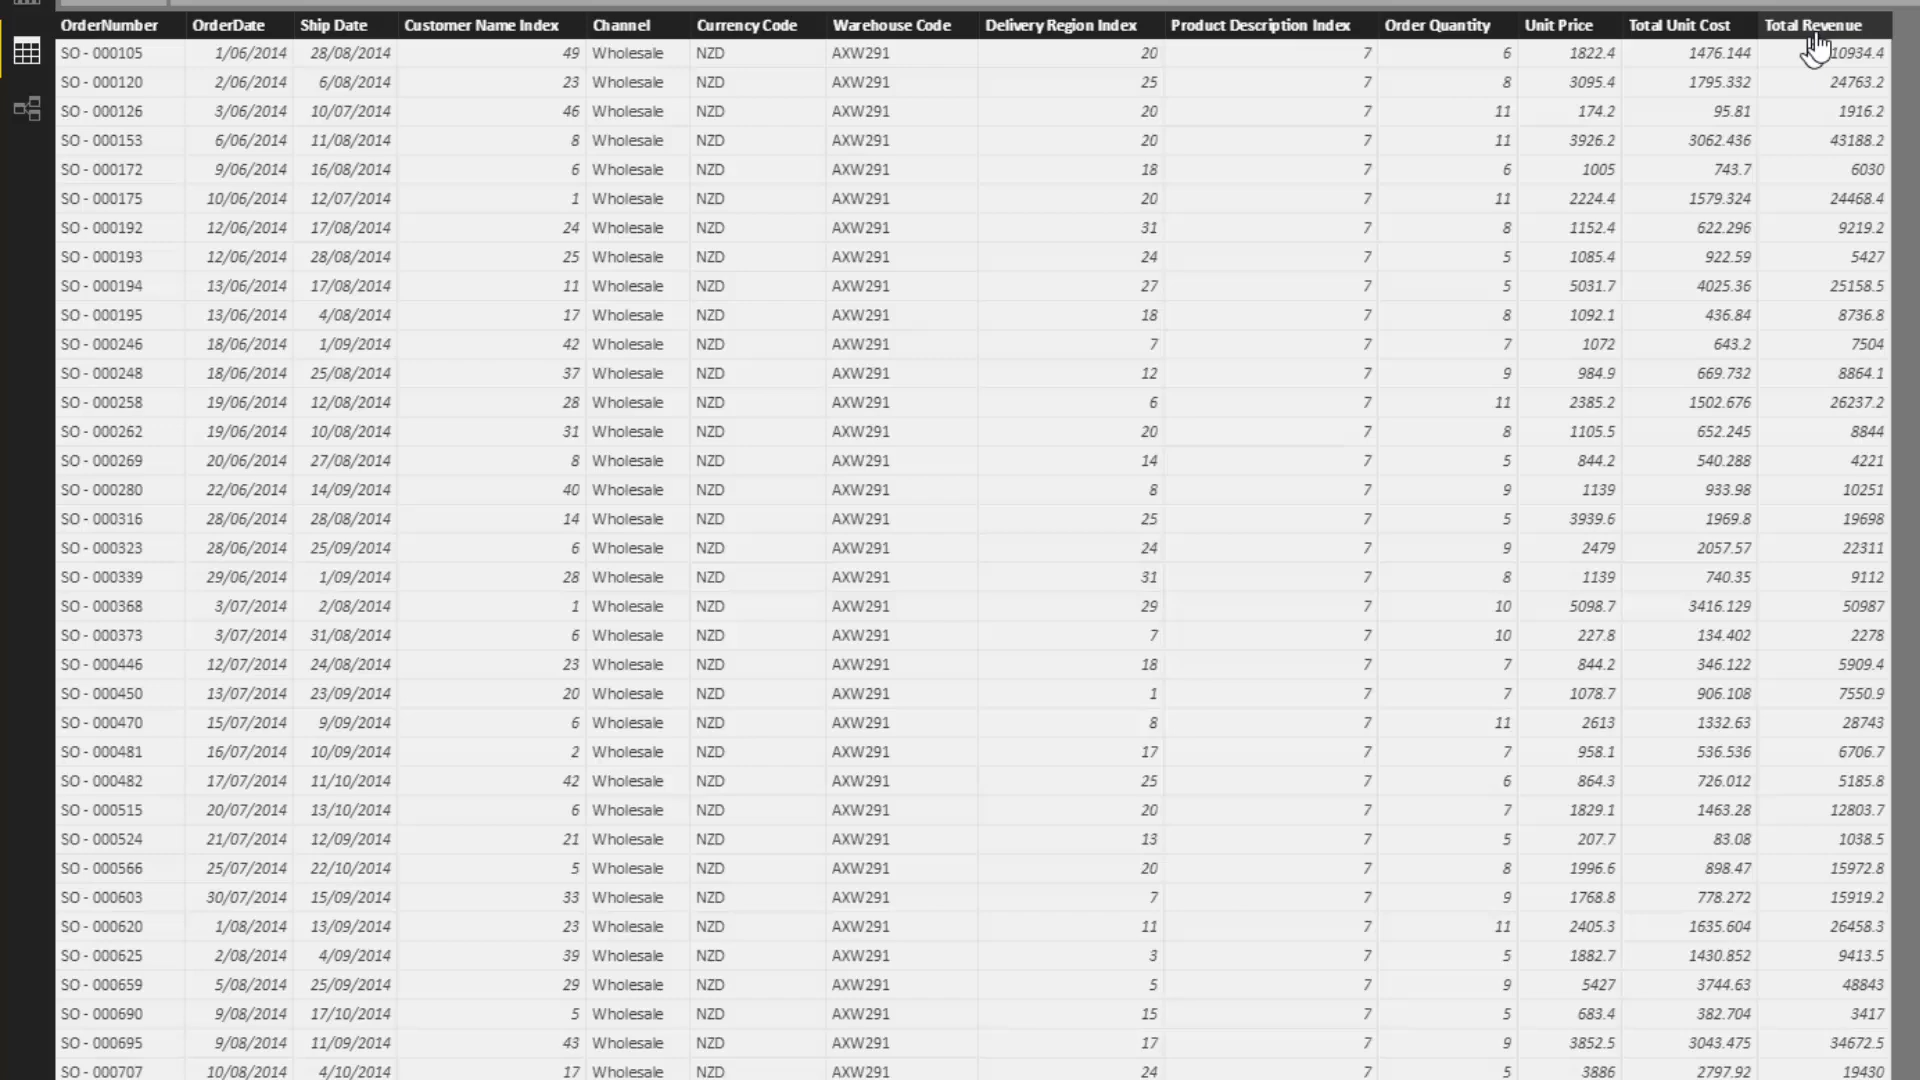 OrderNumber OrderDate Ship Date Customer Name Index Channel Currency Code Warehouse Code Delivery Region Index Product Description Index Order Quantity Unit Price Total Unit Cost Total Revenue
SO - 000105 1/06/2014 28/08/2014 49 Wholesale NZD AXW291 20 7 6 1822.4 1476.144 10934.4
SO - 000120 2/06/2014 6/08/2014 23 Wholesale NZD AXW291 25 7 8 3095.4 1795.332 24763.2
SO - 000126 3/06/2014 10/07/2014 46 Wholesale NZD AXW291 20 7 11 174.2 95.81 1916.2
SO - 000153 6/06/2014 11/08/2014 8 Wholesale NZD AXW291 20 7 11 3926.2 3062.436 43188.2
SO - 000172 9/06/2014 16/08/2014 6 Wholesale NZD AXW291 18 7 6 1005 743.7 6030
SO - 000175 10/06/2014 12/07/2014 1 Wholesale NZD AXW291 20 7 11 2224.4 1579.324 24468.4
SO - 000192 12/06/2014 17/08/2014 24 Wholesale NZD AXW291 31 7 8 1152.4 622.296 9219.2
SO - 000193 12/06/2014 28/08/2014 25 Wholesale NZD AXW291 24 7 5 1085.4 922.59 5427
SO - 000194 13/06/2014 17/08/2014 11 Wholesale NZD AXW291 27 7 5 5031.7 4025.36 25158.5
SO - 000195 13/06/2014 4/08/2014 17 Wholesale NZD AXW291 18 7 8 1092.1 436.84 8736.8
SO - 000246 18/06/2014 1/09/2014 42 Wholesale NZD AXW291 7 7 7 1072 643.2 7504
SO - 000248 18/06/2014 25/08/2014 37 Wholesale NZD AXW291 12 7 9 984.9 669.732 8864.1
SO - 000258 19/06/2014 12/08/2014 28 Wholesale NZD AXW291 6 7 11 2385.2 1502.676 26237.2
SO - 000262 19/06/2014 10/08/2014 31 Wholesale NZD AXW291 20 7 8 1105.5 652.245 8844
SO - 000269 20/06/2014 27/08/2014 8 Wholesale NZD AXW291 14 7 5 844.2 540.288 4221
SO - 000280 22/06/2014 14/09/2014 40 Wholesale NZD AXW291 8 7 9 1139 933.98 10251
SO - 000316 28/06/2014 28/08/2014 14 Wholesale NZD AXW291 25 7 5 3939.6 1969.8 19698
SO - 000323 28/06/2014 25/09/2014 6 Wholesale NZD AXW291 24 7 9 2479 2057.57 22311
SO - 000339 29/06/2014 1/09/2014 28 Wholesale NZD AXW291 31 7 8 1139 740.35 9112
SO - 000368 3/07/2014 2/08/2014 1 Wholesale NZD AXW291 29 7 10 5098.7 3416.129 50987
SO - 000373 3/07/2014 31/08/2014 6 Wholesale NZD AXW291 7 7 10 227.8 134.402 2278
SO - 000446 12/07/2014 24/08/2014 23 Wholesale NZD AXW291 18 7 7 844.2 346.122 5909.4
SO - 000450 13/07/2014 23/09/2014 20 Wholesale NZD AXW291 1 7 7 1078.7 906.108 7550.9
SO - 000470 15/07/2014 9/09/2014 6 Wholesale NZD AXW291 8 7 11 2613 1332.63 28743
SO - 000481 16/07/2014 10/09/2014 2 Wholesale NZD AXW291 17 7 7 958.1 536.536 6706.7
SO - 000482 17/07/2014 11/10/2014 42 Wholesale NZD AXW291 25 7 6 864.3 726.012 5185.8
SO - 000515 20/07/2014 13/10/2014 6 Wholesale NZD AXW291 20 7 7 1829.1 1463.28 12803.7
SO - 000524 21/07/2014 12/09/2014 21 Wholesale NZD AXW291 13 7 5 207.7 83.08 1038.5
SO - 000566 25/07/2014 22/10/2014 5 Wholesale NZD AXW291 20 7 8 1996.6 898.47 15972.8
SO - 000603 30/07/2014 15/09/2014 33 Wholesale NZD AXW291 7 7 9 1768.8 778.272 15919.2
SO - 000620 1/08/2014 13/09/2014 23 Wholesale NZD AXW291 11 7 11 2405.3 1635.604 26458.3
SO - 000625 2/08/2014 4/09/2014 39 Wholesale NZD AXW291 3 7 5 1882.7 1430.852 9413.5
SO - 000659 5/08/2014 25/09/2014 29 Wholesale NZD AXW291 5 7 9 5427 3744.63 48843
SO - 000690 9/08/2014 17/10/2014 5 Wholesale NZD AXW291 15 7 5 683.4 382.704 3417
SO - 000695 9/08/2014 11/09/2014 43 Wholesale NZD AXW291 17 7 9 3852.5 3043.475 34672.5
SO - 000707 10/08/2014 4/10/2014 17 Wholesale NZD AXW291 24 7 5 3886 2797.92 19430